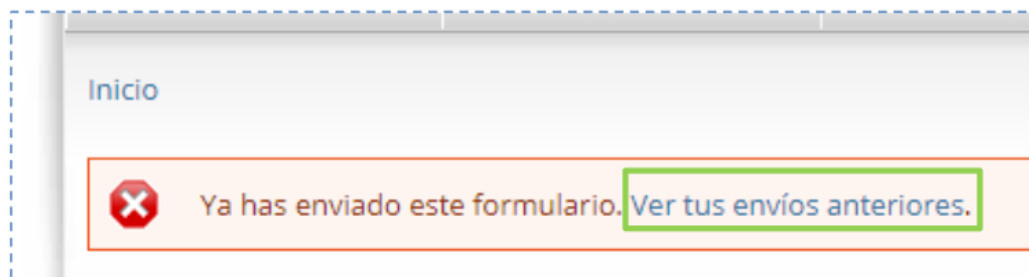 Inicio
Ya has enviado este formulario. Ver tus envíos anteriores.